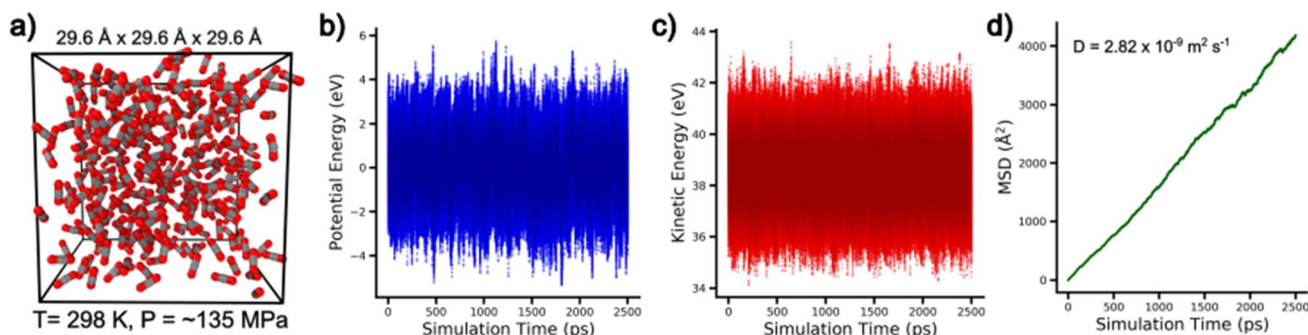 a)
29.6 Å x 29.6 Å x 29.6 Å
T= 298 K, P = ~135 MPa
b)
Potential Energy (eV)
6
4
2
0
−2
−4
0 500 1000 1500 2000 2500
Simulation Time (ps)
c)
Kinetic Energy (eV)
44
42
40
38
36
34
0 500 1000 1500 2000 2500
Simulation Time (ps)
d)
D = 2.82 x 10⁻⁹ m² s⁻¹
MSD (Å²)
4000
3000
2000
1000
0
0 500 1000 1500 2000 2500
Simulation Time (ps)